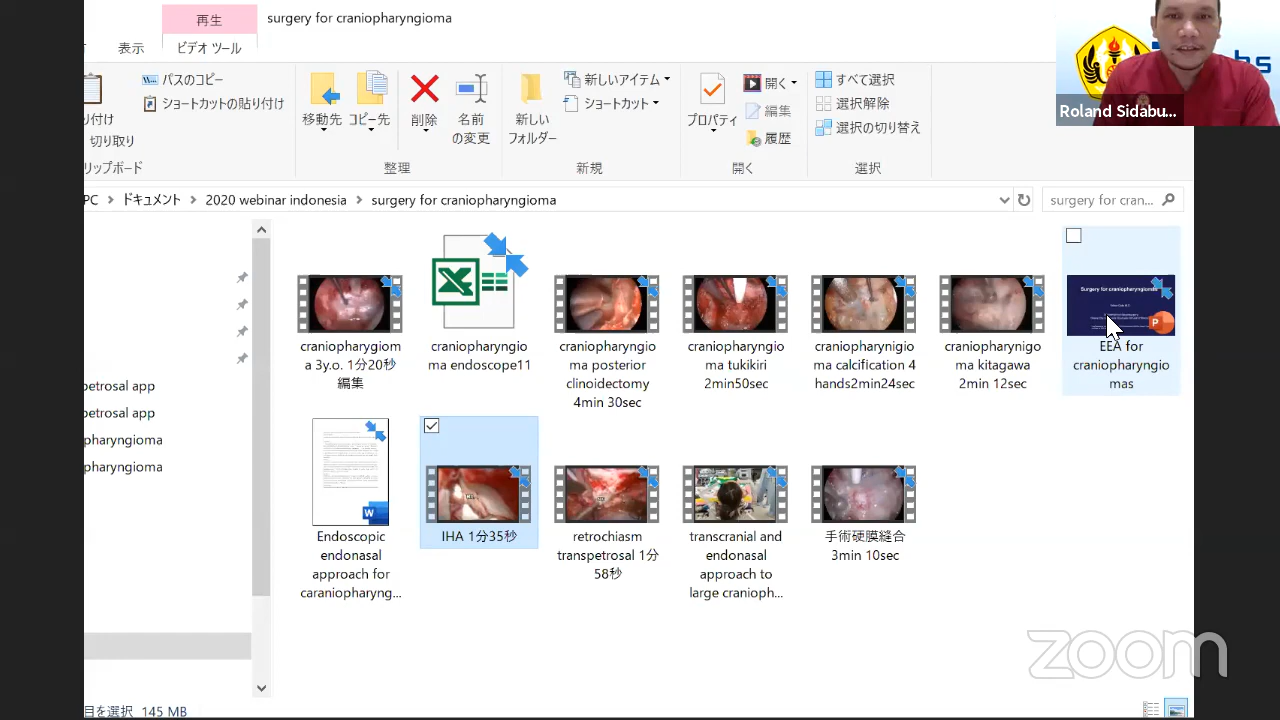 再生
surgery for craniopharyngioma
表示
ビデオ ツール
パスのコピー
ショートカットの貼り付け
り付け
切り取り
リップボード
移動先
コピー先
削除
名前
の変更
整理
新しい
フォルダー
新しいアイテム
ショートカット
新規
プロパティ
開く
編集
履歴
開く
すべて選択
選択解除
選択の切り替え
選択
Roland Sidabu...
PC
ドキュメント
2020 webinar indonesia
surgery for craniopharyngioma
surgery for cran...
petrosal app
petrosal app
pharyngioma
pharyngioma
craniopharygiom
a 3y.o. 1分20秒
編集
craniopharyngio
ma endoscope11
craniopharyngio
ma posterior
clinoidectomy
4min 30sec
craniopharyngio
ma tukikiri
2min50sec
craniopharynigio
ma calcification 4
hands2min24sec
craniopharynigo
ma kitagawa
2min 12sec
Surgery for craniopharyngiomas
P
EEA for
craniopharyngio
mas
W
Endoscopic
endonasal
approach for
caraniopharyng...
IHA 1分35秒
retrochiasm
transpetrosal 1分
58秒
transcranial and
endonasal
approach to
large cranioph...
手術硬膜縫合
3min 10sec
目を選択 145 MB
zoom